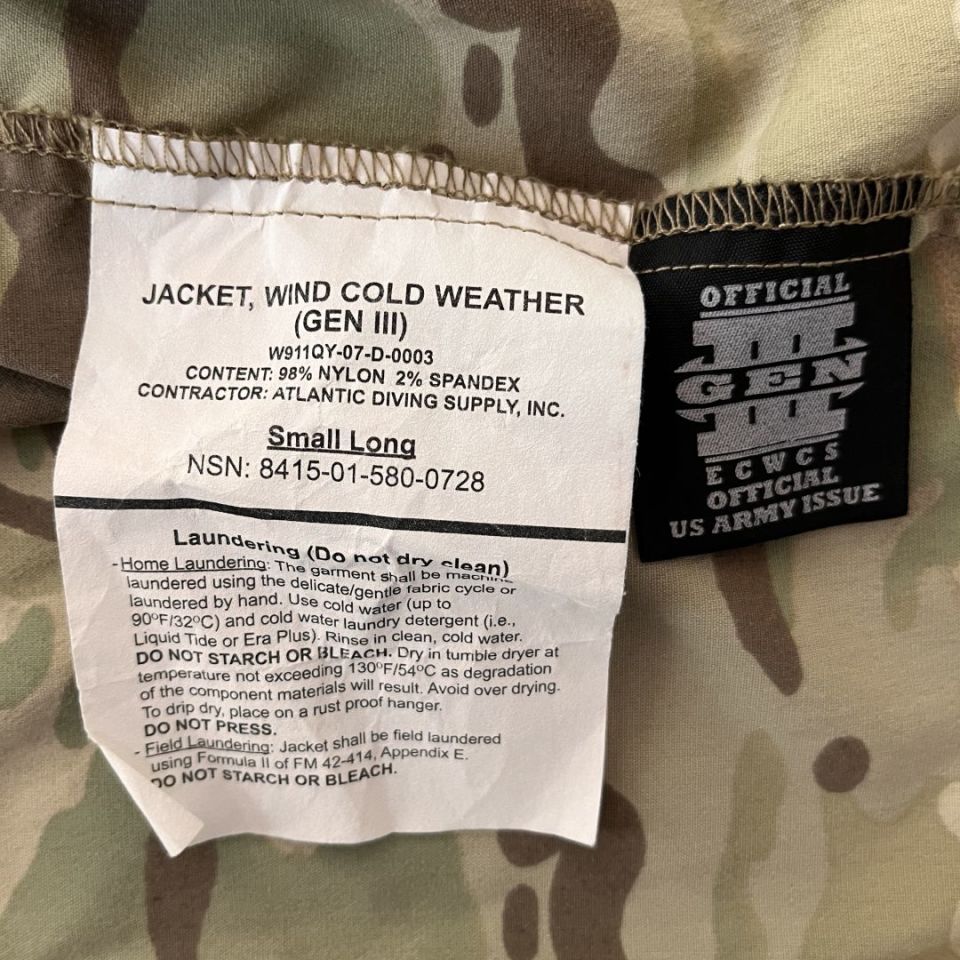 JACKET, WIND COLD WEATHER
(GEN III)
W911QY-07-D-0003
CONTENT: 98% NYLON 2% SPANDEX
CONTRACTOR: ATLANTIC DIVING SUPPLY, INC.
Small Long
NSN: 8415-01-580-0728
Laundering (Do not dry clean)
- Home Laundering: The garment shall be machine
laundered using the delicate/gentle fabric cycle or
laundered by hand. Use cold water (up to
90ºF/32ºC) and cold water laundry detergent (i.e.,
Liquid Tide or Era Plus). Rinse in clean, cold water.
DO NOT STARCH OR BLEACH. Dry in tumble dryer at
temperature not exceeding 130ºF/54ºC as degradation
of the component materials will result. Avoid over drying.
To drip dry, place on a rust proof hanger.
DO NOT PRESS.
- Field Laundering: Jacket shall be field laundered
using Formula II of FM 42-414, Appendix E.
DO NOT STARCH OR BLEACH.
OFFICIAL
III
GEN
III
ECWCS
OFFICIAL
US ARMY ISSUE